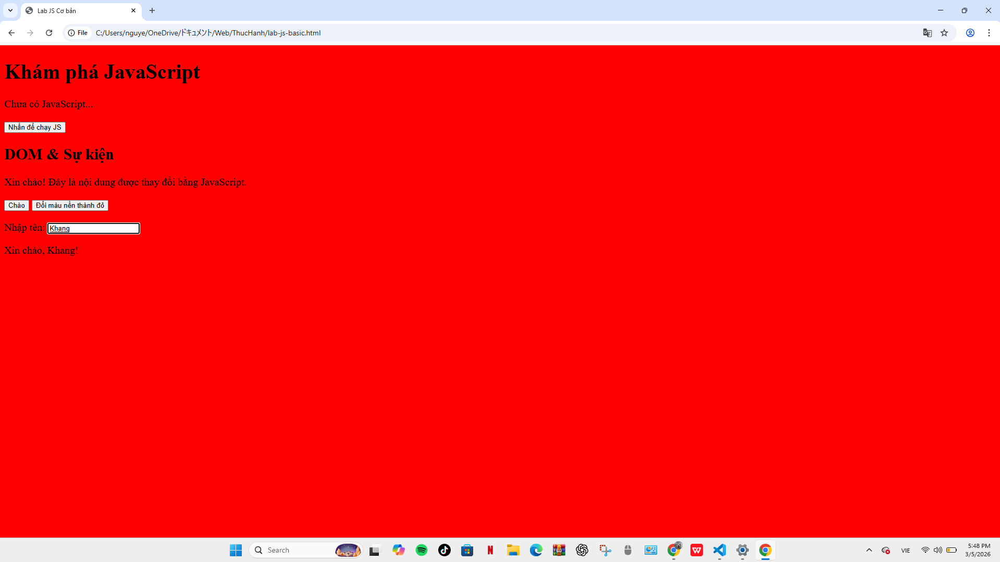 Lab JS Cơ bản
File C:/Users/nguye/OneDrive/ドキュメント/Web/ThucHanh/lab-js-basic.html
Khám phá JavaScript
Chưa có JavaScript...
Nhấn để chạy JS
DOM & Sự kiện
Xin chào! Đây là nội dung được thay đổi bằng JavaScript.
Chào Đổi màu nền thành đỏ
Nhập tên: Khang
Xin chào, Khang!
Search
VIE
5:48 PM
3/5/2026